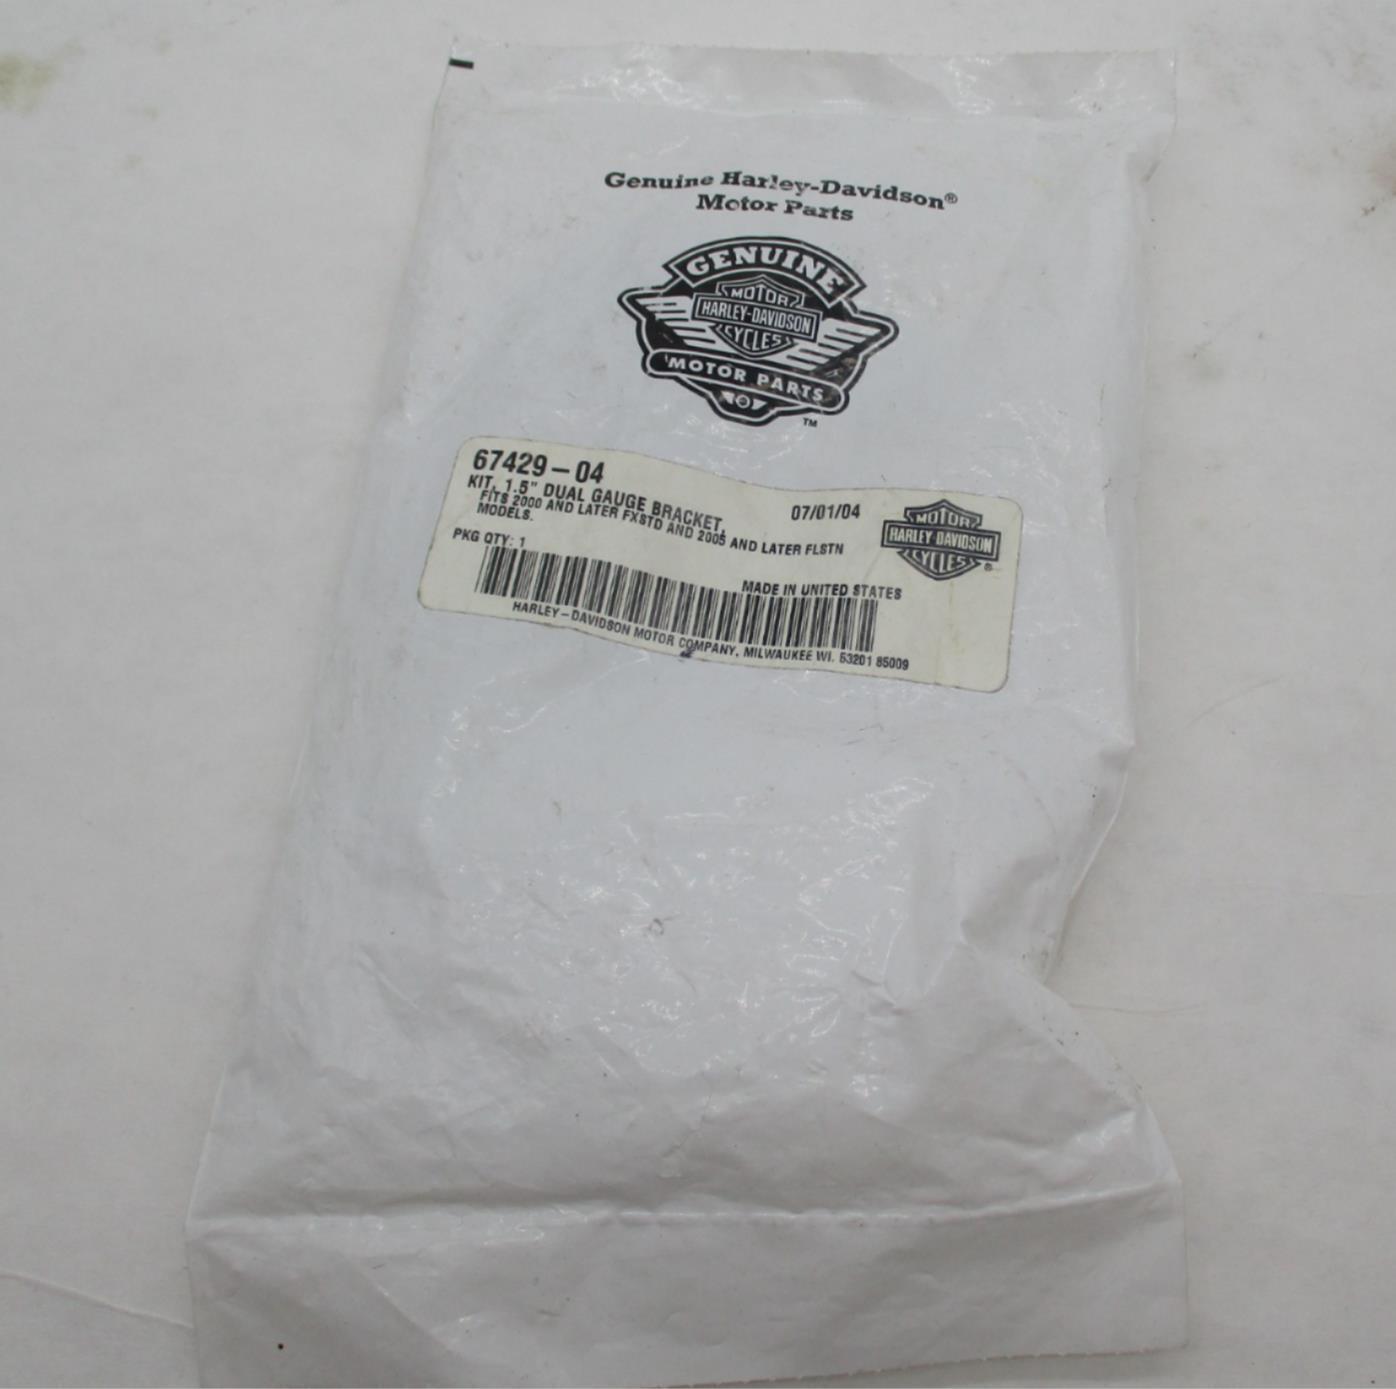 Genuine Harley-Davidson®
Motor Parts
GENUINE
MOTOR
HARLEY-DAVIDSON
CYCLES
MOTOR PARTS
TM
67429-04
KIT, 1.5" DUAL GAUGE BRACKET,
07/01/04
FITS 2000 AND LATER FXSTD AND 2005 AND LATER FLSTN
MODELS.
MOTOR
HARLEY-DAVIDSON
CYCLES
®
PKG QTY: 1
MADE IN UNITED STATES
HARLEY-DAVIDSON MOTOR COMPANY, MILWAUKEE WI. 53201 85009